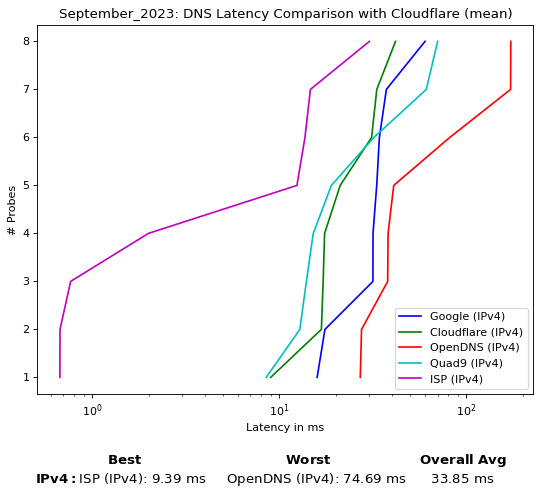 September_2023: DNS Latency Comparison with Cloudflare (mean)
8
7
6
5
4
3
2
1
# Probes
Google (IPv4)
Cloudflare (IPv4)
OpenDNS (IPv4)
Quad9 (IPv4)
ISP (IPv4)
10⁰ 10¹ 10²
Latency in ms
Best Worst Overall Avg
IPv4: ISP (IPv4): 9.39 ms OpenDNS (IPv4): 74.69 ms 33.85 ms